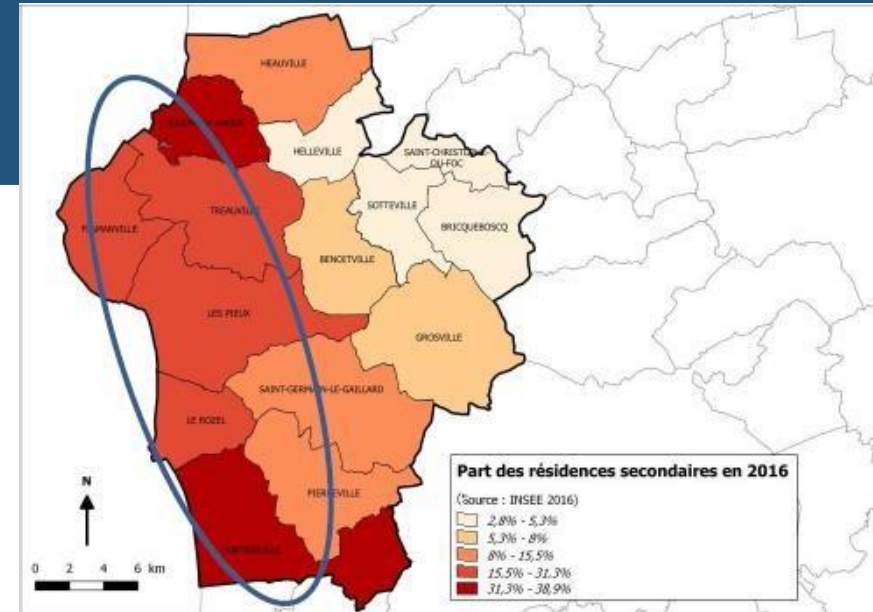 HEAUVILLE
HELLEVILLE
SAINT-CHRISTOPHE-
DU-FOC
SOTTEVILLE
TREAUVILLE
FLAMANVILLE
BRICQUEBOSCQ
BENOITVILLE
LES PIEUX
GROSVILLE
SAINT-GERMAIN-LE-GAILLARD
LE ROZEL
PIERREVILLE
N
0 2 4 6 km
Part des résidences secondaires en 2016
(Source : INSEE 2016)
2,8% - 5,3%
5,3% - 8%
8% - 15,5%
15,5% - 31,3%
31,3% - 38,9%